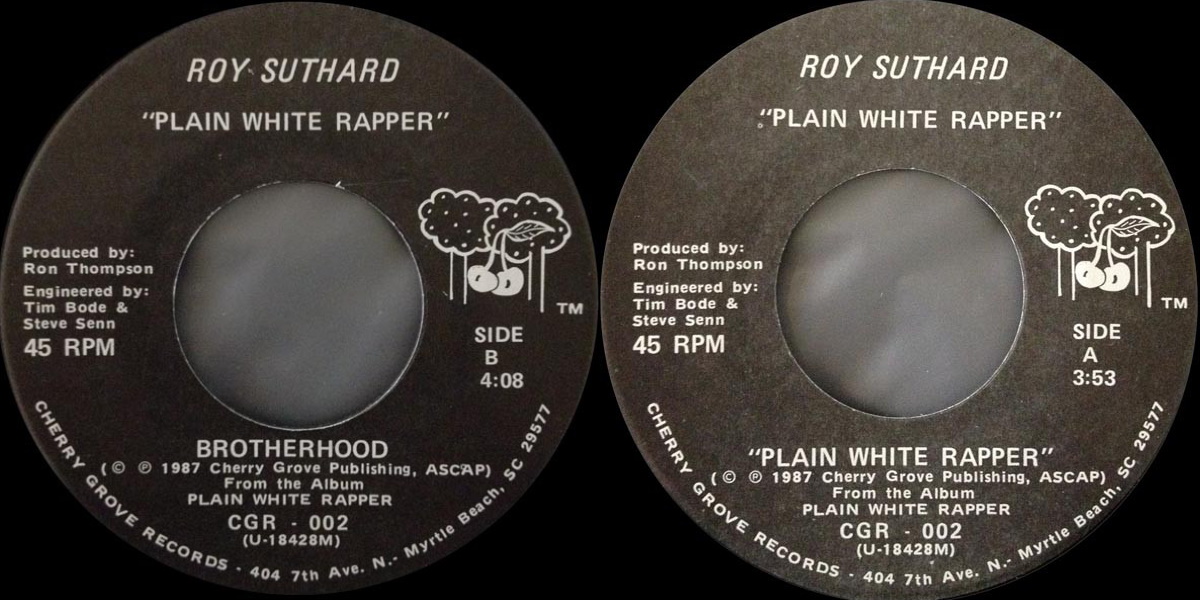 ROY SUTHARD
"PLAIN WHITE RAPPER"
Produced by:
Ron Thompson
Engineered by:
Tim Bode &
Steve Senn
45 RPM
TM
SIDE
B
4:08
BROTHERHOOD
(© ℗ 1987 Cherry Grove Publishing, ASCAP)
From the Album
PLAIN WHITE RAPPER
CGR - 002
(U-18428M)
CHERRY GROVE RECORDS - 404 7th Ave. N.- Myrtle Beach, SC 29577
ROY SUTHARD
"PLAIN WHITE RAPPER"
Produced by:
Ron Thompson
Engineered by:
Tim Bode &
Steve Senn
45 RPM
TM
SIDE
A
3:53
"PLAIN WHITE RAPPER"
(© ℗ 1987 Cherry Grove Publishing, ASCAP)
From the Album
PLAIN WHITE RAPPER
CGR - 002
(U-18428M)
CHERRY GROVE RECORDS - 404 7th Ave. N.- Myrtle Beach, SC 29577